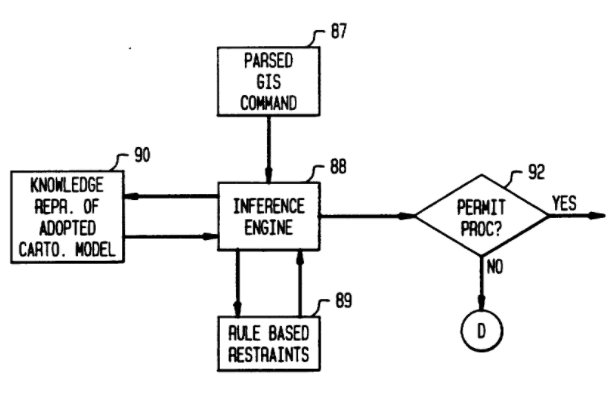 87
PARSED
GIS
COMMAND
90
KNOWLEDGE
REPR. OF
ADOPTED
CARTO. MODEL
88
INFERENCE
ENGINE
92
PERMIT
PROC?
YES
NO
89
RULE BASED
RESTRAINTS
D